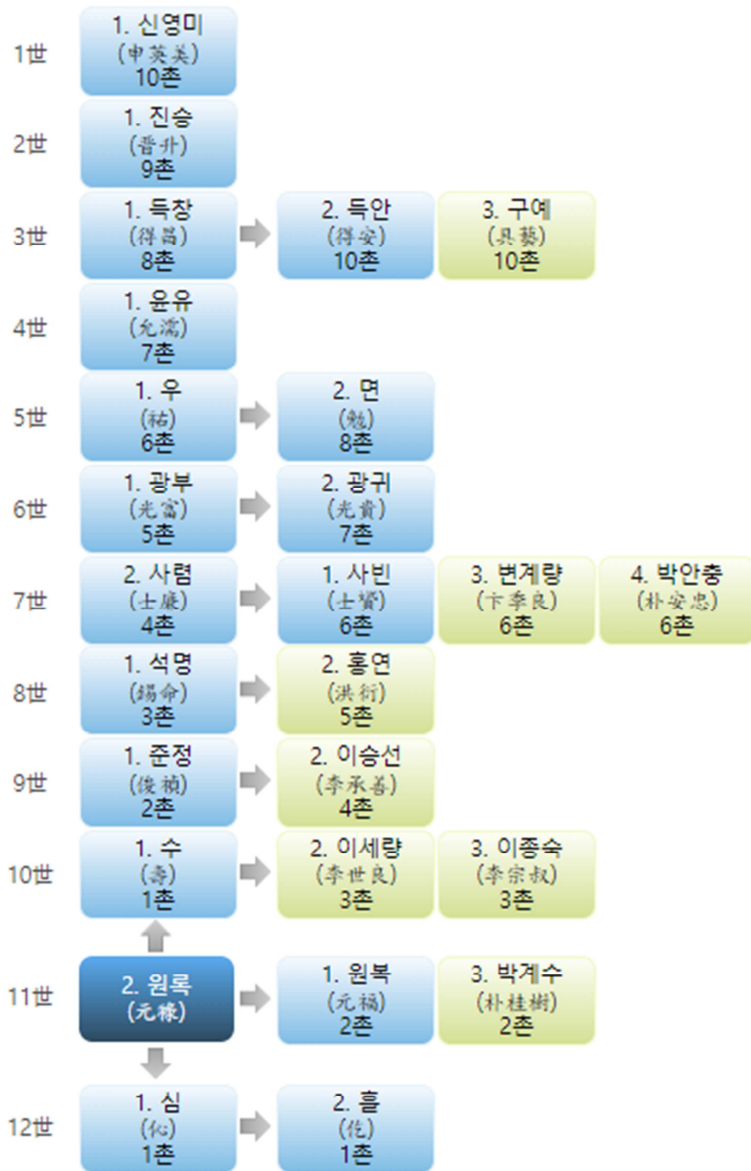 1世
1. 신영미
(申英美)
10촌
2世
1. 진승
(晋升)
9촌
3世
1. 득창
(得昌)
8촌
2. 득안
(得安)
10촌
3. 구예
(具藝)
10촌
4世
1. 윤유
(允濡)
7촌
5世
1. 우
(祐)
6촌
2. 면
(勉)
8촌
6世
1. 광부
(光富)
5촌
2. 광귀
(光貴)
7촌
7世
2. 사렴
(士廉)
4촌
1. 사빈
(士贇)
6촌
3. 변계량
(卞季良)
6촌
4. 박안충
(朴安忠)
6촌
8世
1. 석명
(錫命)
3촌
2. 홍연
(洪衍)
5촌
9世
1. 준정
(俊禎)
2촌
2. 이승선
(李承善)
4촌
10世
1. 수
(壽)
1촌
2. 이세량
(李世良)
3촌
3. 이종숙
(李宗叔)
3촌
11世
2. 원록
(元祿)
1. 원복
(元福)
2촌
3. 박계수
(朴桂樹)
2촌
12世
1. 심
(伈)
1촌
2. 흘
(仡)
1촌